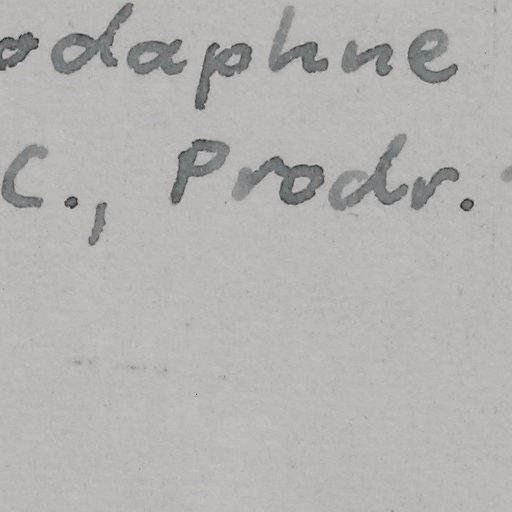 odaphne
C., Prodr.